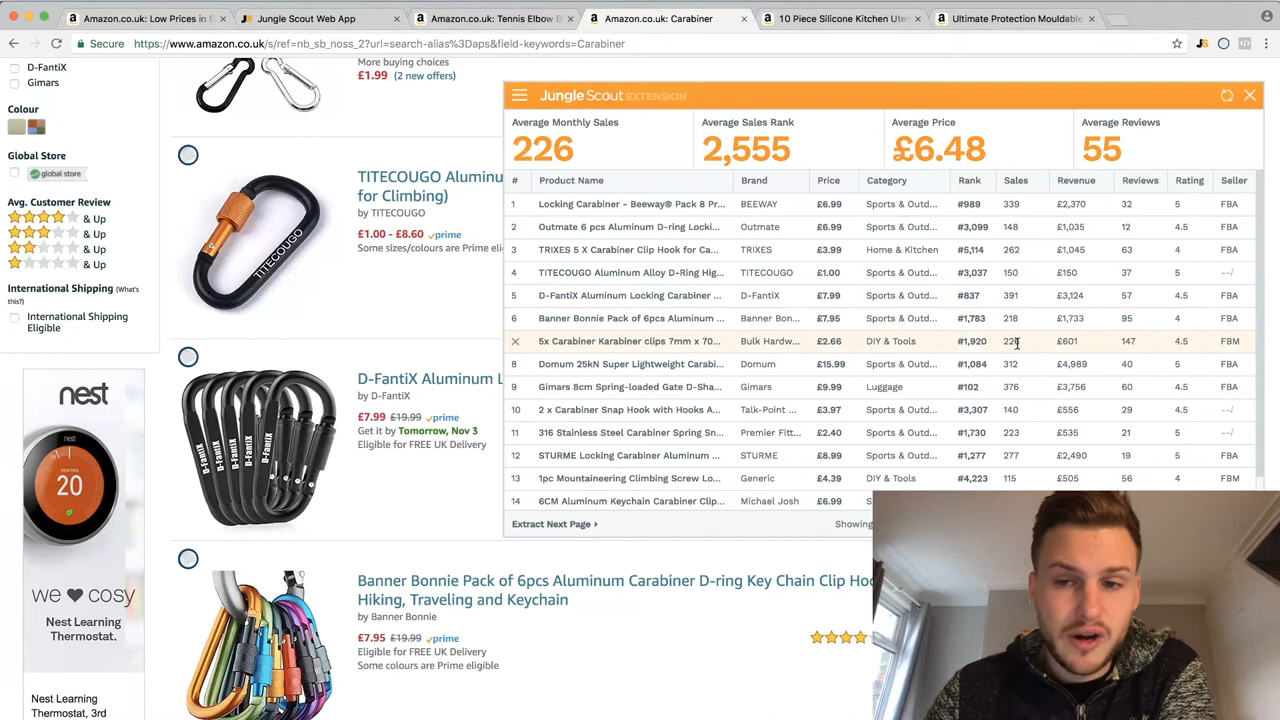 Amazon.co.uk: Low Prices in E
Jungle Scout Web App
Amazon.co.uk: Tennis Elbow B
Amazon.co.uk: Carabiner
10 Piece Silicone Kitchen Uten
Ultimate Protection Mouldable
Secure https://www.amazon.co.uk/s/ref=nb_sb_noss_2?url=search-alias%3Daps&field-keywords=Carabiner
D-FantiX
Gimars
Colour
Global Store
global store
Avg. Customer Review
& Up
& Up
& Up
& Up
International Shipping (What's
this?)
International Shipping
Eligible
nest
HEATING
20
we ♥ cosy
Nest Learning
Thermostat.
Nest Learning
Thermostat, 3rd
More buying choices
£1.99 (2 new offers)
TITECOUGO
TITECOUGO Aluminu
for Climbing)
by TITECOUGO
£1.00 - £8.60 prime
Some sizes/colours are Prime eli
D-FantiX
D-FantiX Aluminum L
by D-FantiX
£7.99 £19.99 prime
Get it by Tomorrow, Nov 3
Eligible for FREE UK Delivery
Banner Bonnie Pack of 6pcs Aluminum Carabiner D-ring Key Chain Clip Hoo
Hiking, Traveling and Keychain
by Banner Bonnie
£7.95 £19.99 prime
Eligible for FREE UK Delivery
Some colours are Prime eligible
Jungle Scout EXTENSION
Average Monthly Sales
226
Average Sales Rank
2,555
Average Price
£6.48
Average Reviews
55
# Product Name Brand Price Category Rank Sales Revenue Reviews Rating Seller
1 Locking Carabiner - Beeway® Pack 8 Pr... BEEWAY £6.99 Sports & Outd... #989 339 £2,370 32 5 FBA
2 Outmate 6 pcs Aluminum D-ring Locki... Outmate £6.99 Sports & Outd... #3,099 148 £1,035 12 4.5 FBA
3 TRIXES 5 X Carabiner Clip Hook for Ca... TRIXES £3.99 Home & Kitchen #5,114 262 £1,045 63 4 FBA
4 TITECOUGO Aluminum Alloy D-Ring Hig... TITECOUGO £1.00 Sports & Outd... #3,037 150 £150 37 5 --/
5 D-FantiX Aluminum Locking Carabiner ... D-FantiX £7.99 Sports & Outd... #837 391 £3,124 57 4.5 FBA
6 Banner Bonnie Pack of 6pcs Aluminum ... Banner Bon... £7.95 Sports & Outd... #1,783 218 £1,733 95 4 FBA
5x Carabiner Karabiner clips 7mm x 70... Bulk Hardw... £2.66 DIY & Tools #1,920 226 £601 147 4.5 FBM
8 Domum 25kN Super Lightweight Carabi... Domum £15.99 Sports & Outd... #1,084 312 £4,989 40 5 FBA
9 Gimars 8cm Spring-loaded Gate D-Sha... Gimars £9.99 Luggage #102 376 £3,756 60 4.5 FBA
10 2 x Carabiner Snap Hook with Hooks A... Talk-Point ... £3.97 Sports & Outd... #3,307 140 £556 29 4.5 --/
11 316 Stainless Steel Carabiner Spring Sn... Premier Fitt... £2.40 Sports & Outd... #1,730 223 £535 21 5 --/
12 STURME Locking Carabiner Aluminum ... STURME £8.99 Sports & Outd... #1,277 277 £2,490 19 5 FBA
13 1pc Mountaineering Climbing Screw Lo... Generic £4.39 DIY & Tools #4,223 115 £505 56 4 FBM
14 6CM Aluminum Keychain Carabiner Clip... Michael Josh £6.99
Extract Next Page
Showing